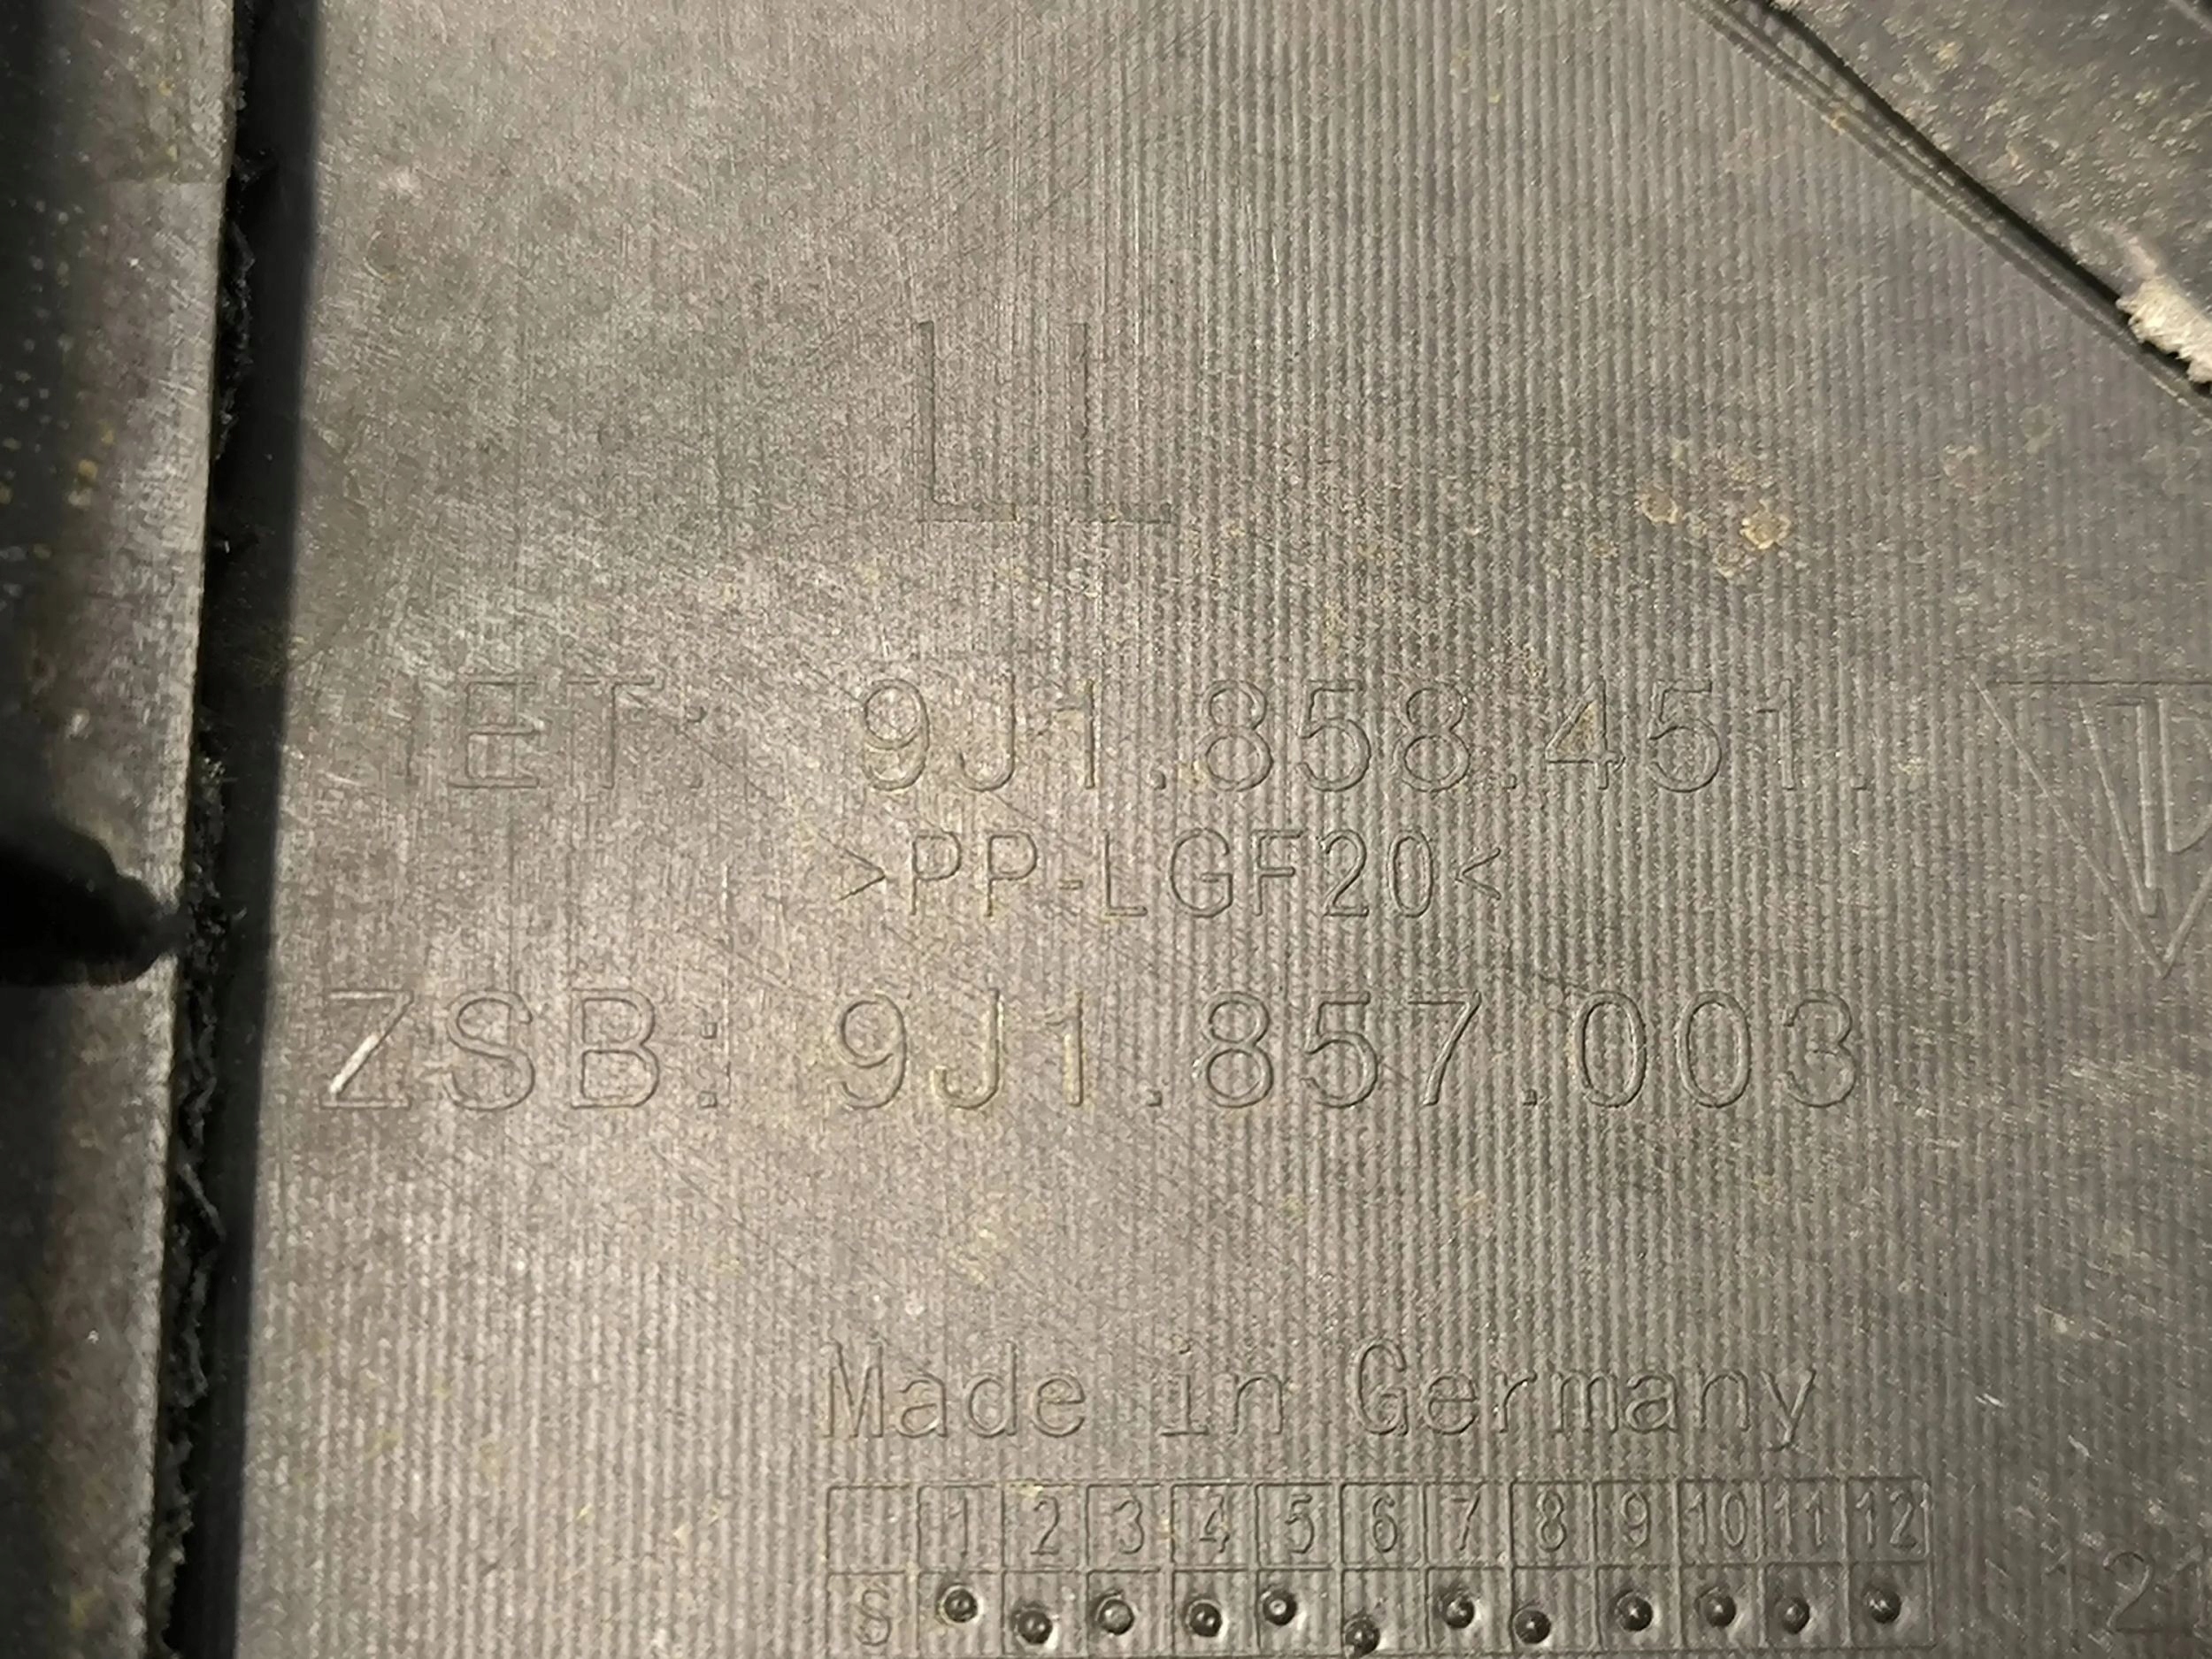 LL
ET: 9J1.858.451.
>PP-LGF20<
ZSB: 9J1.857.003
Made in Germany
1 2 3 4 5 6 7 8 9 10 11 12
S